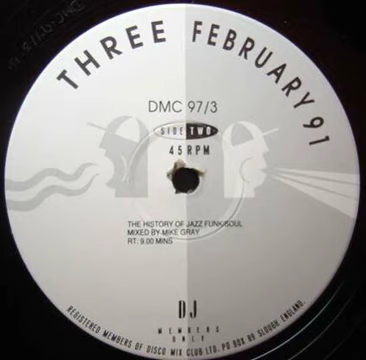 THREE FEBRUARY 91
DMC 97/3
SIDE TWO
45 RPM
THE HISTORY OF JAZZ FUNK/SOUL
MIXED BY MIKE GRAY
RT: 9.00 MINS
DJ
MEMBERS
ONLY
REGISTERED MEMBERS OF DISCO MIX CLUB LTD. PO BOX 89 SLOUGH ENGLAND.